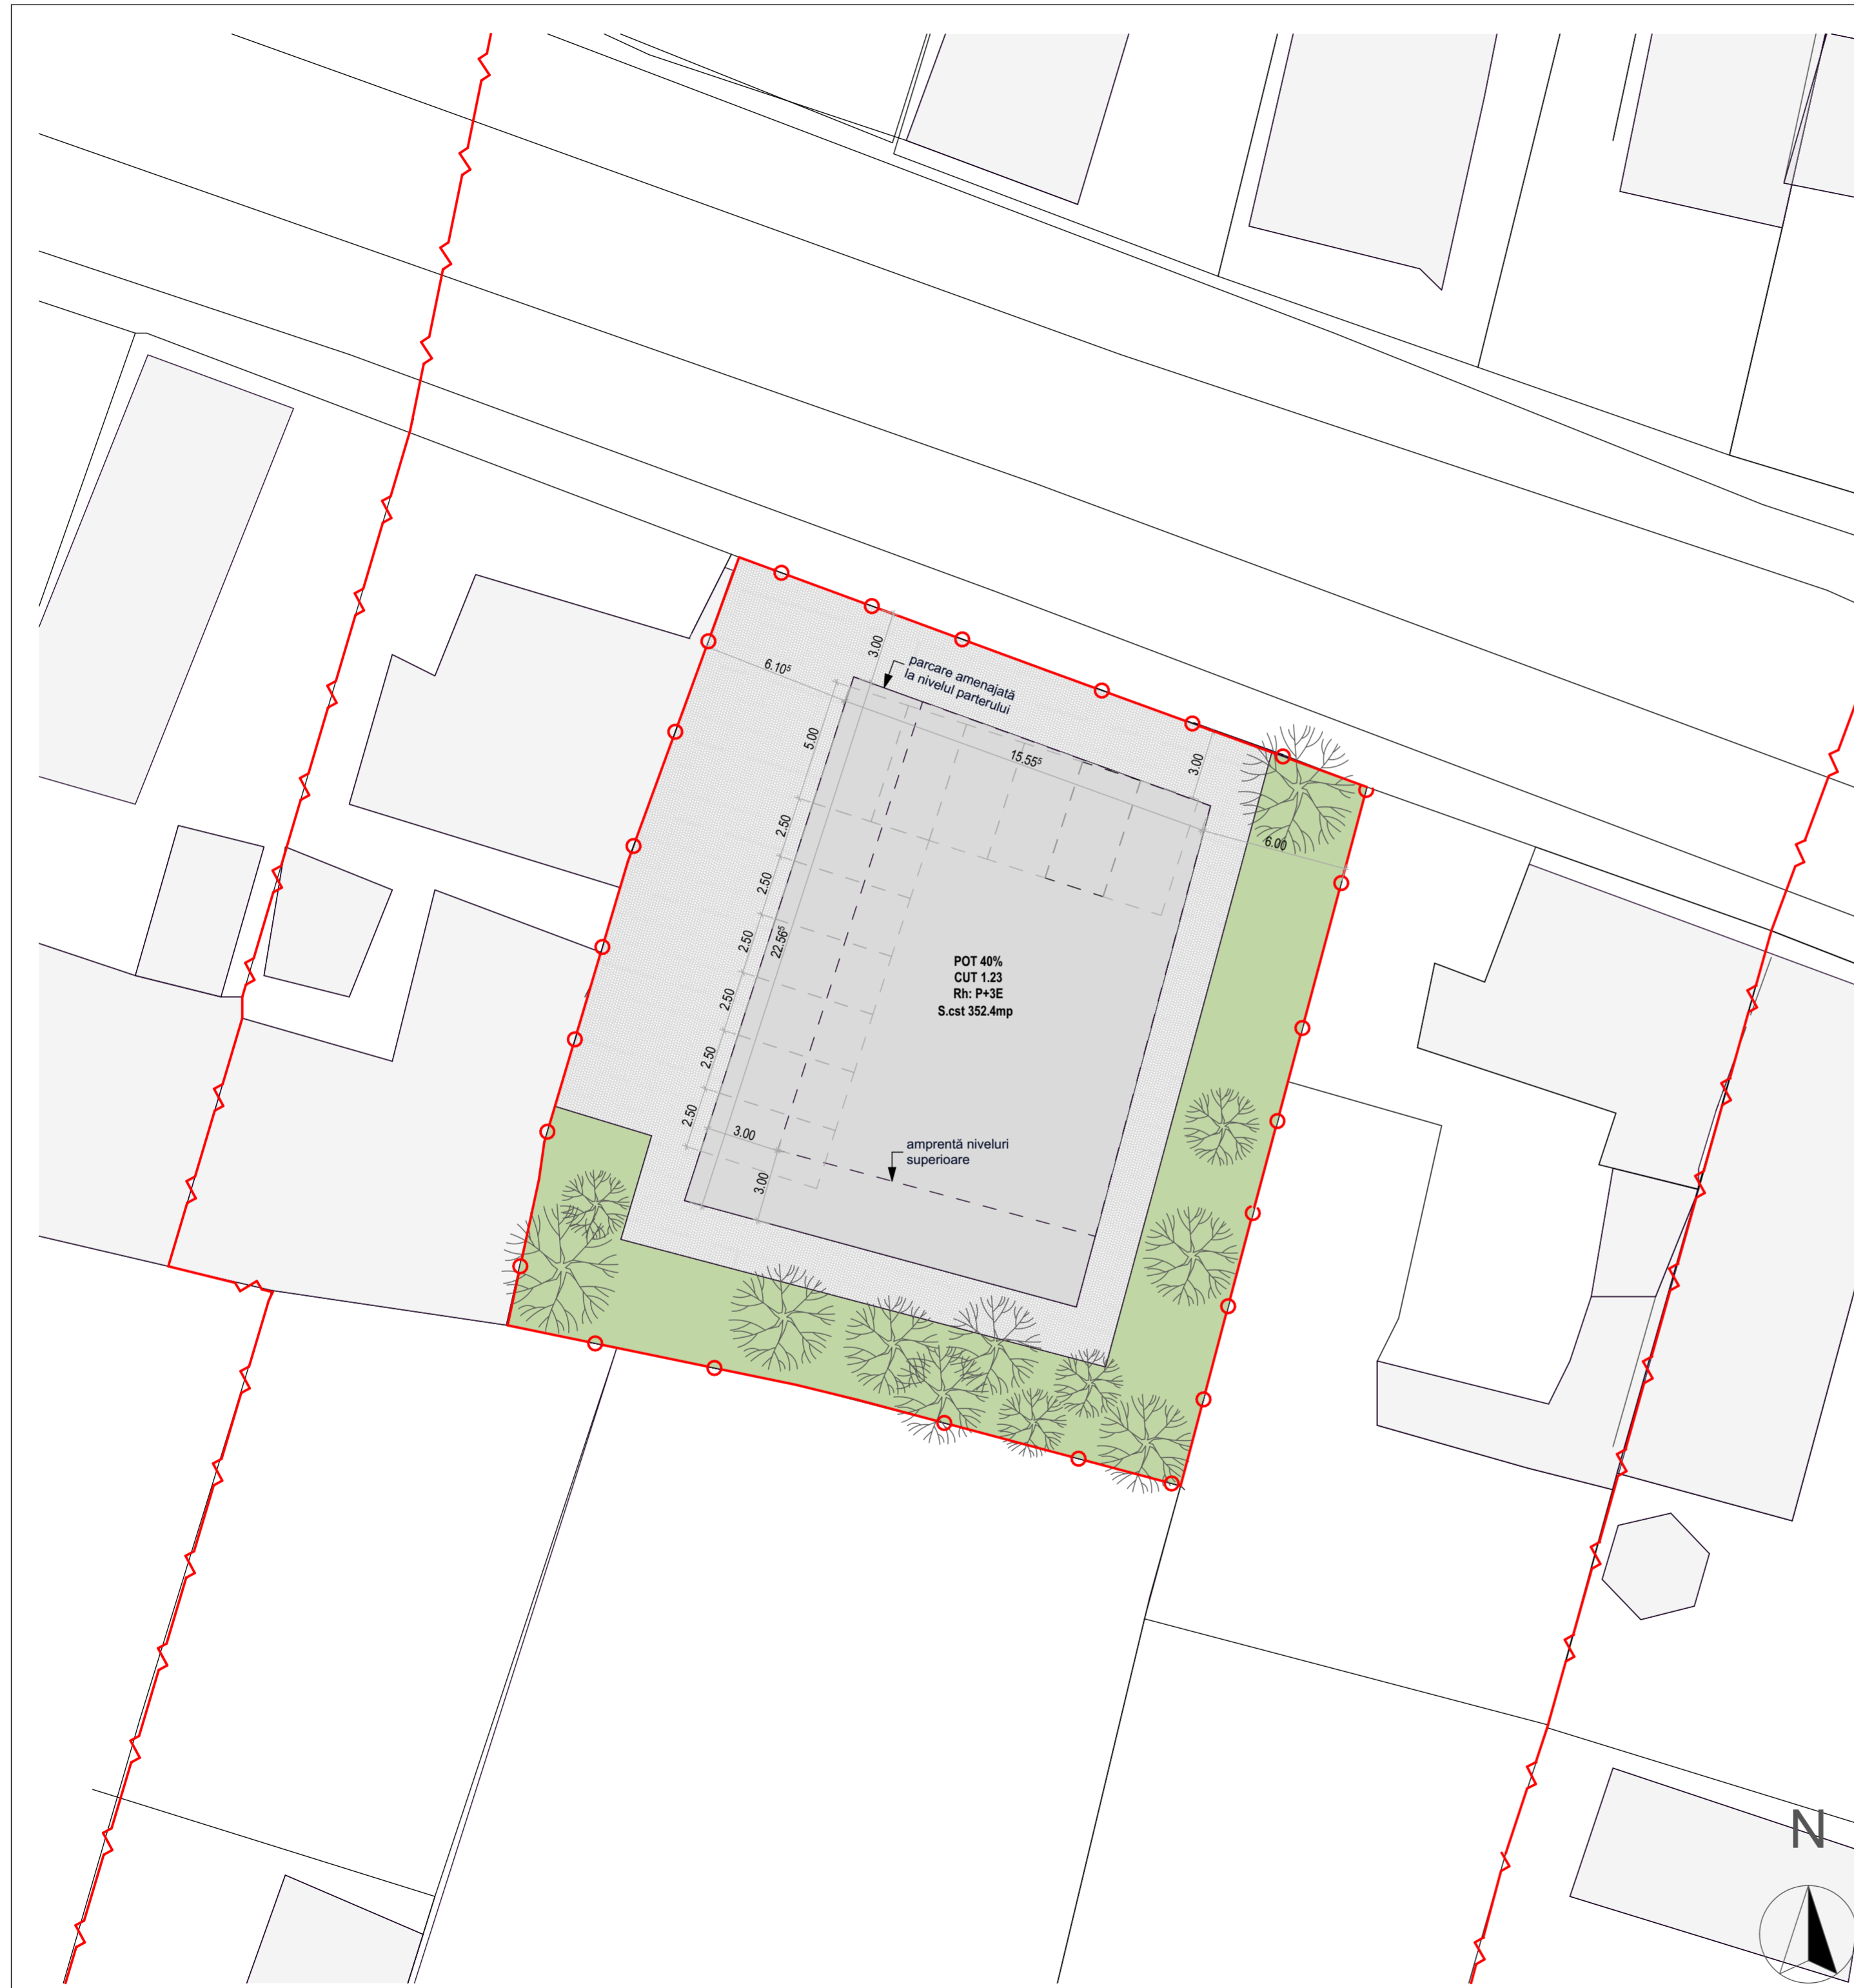 3.00
6.10⁵
parcare amenajată
la nivelul parterului
5.00
15.55⁵
3.00
2.50
6.00
2.50
2.50
22.56⁵
POT 40%
CUT 1.23
Rh: P+3E
S.cst 352.4mp
2.50
2.50
2.50
3.00
amprentă niveluri
superioare
3.00
N